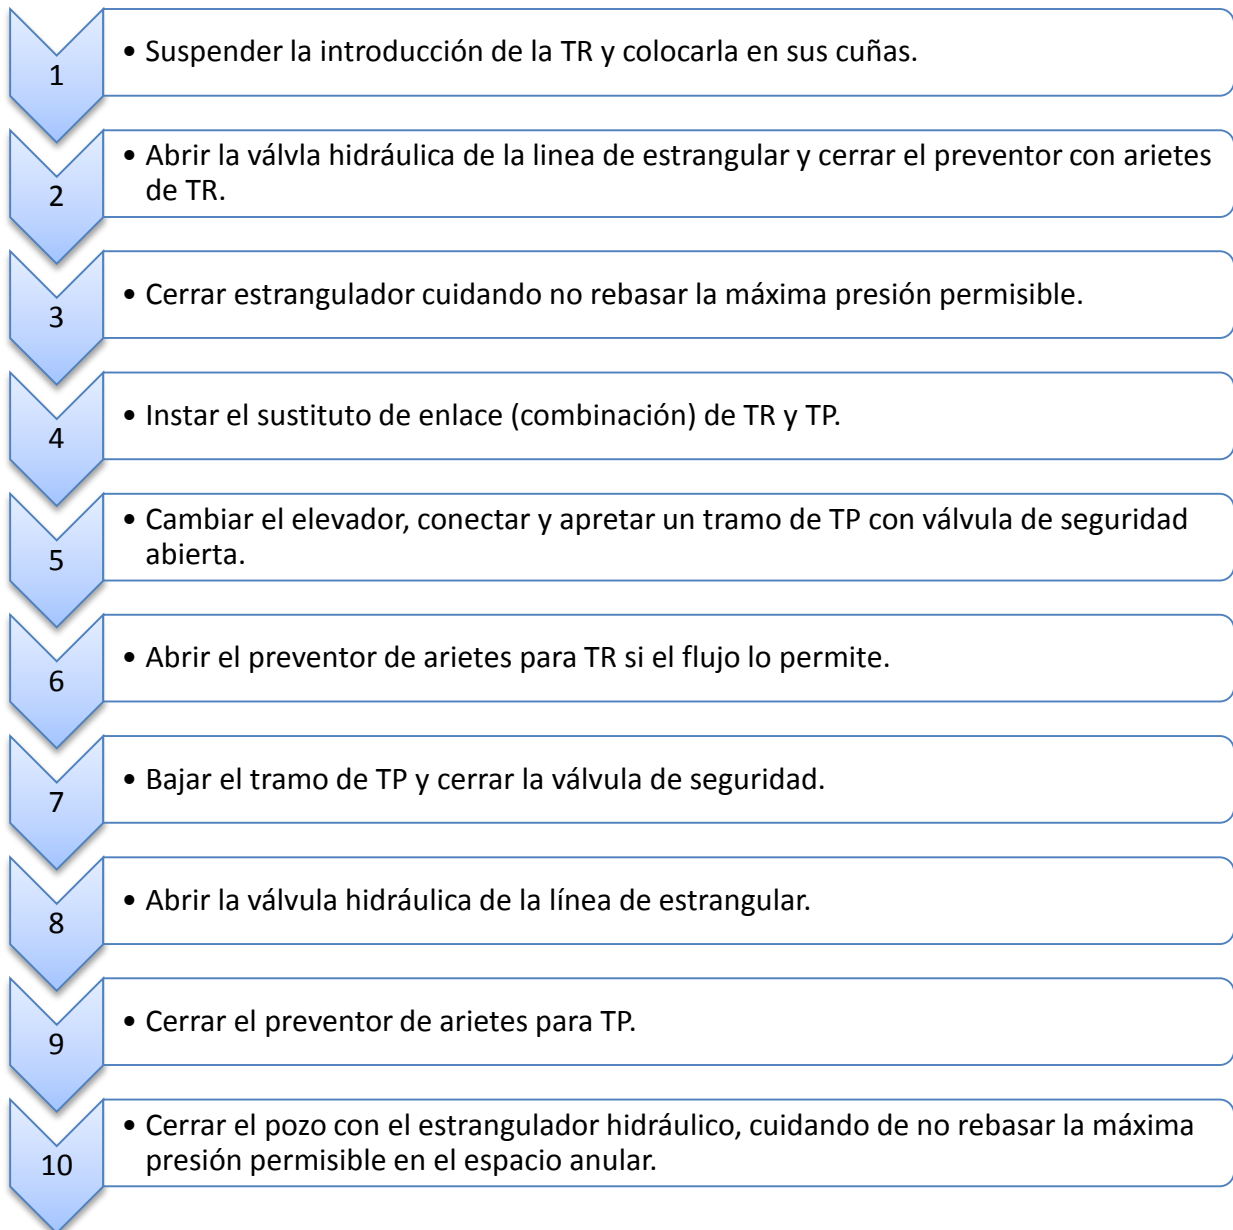 1
• Suspender la introducción de la TR y colocarla en sus cuñas.
2
• Abrir la válvla hidráulica de la linea de estrangular y cerrar el preventor con arietes
de TR.
3
• Cerrar estrangulador cuidando no rebasar la máxima presión permisible.
4
• Instar el sustituto de enlace (combinación) de TR y TP.
5
• Cambiar el elevador, conectar y apretar un tramo de TP con válvula de seguridad
abierta.
6
• Abrir el preventor de arietes para TR si el flujo lo permite.
7
• Bajar el tramo de TP y cerrar la válvula de seguridad.
8
• Abrir la válvula hidráulica de la línea de estrangular.
9
• Cerrar el preventor de arietes para TP.
10
• Cerrar el pozo con el estrangulador hidráulico, cuidando de no rebasar la máxima
presión permisible en el espacio anular.